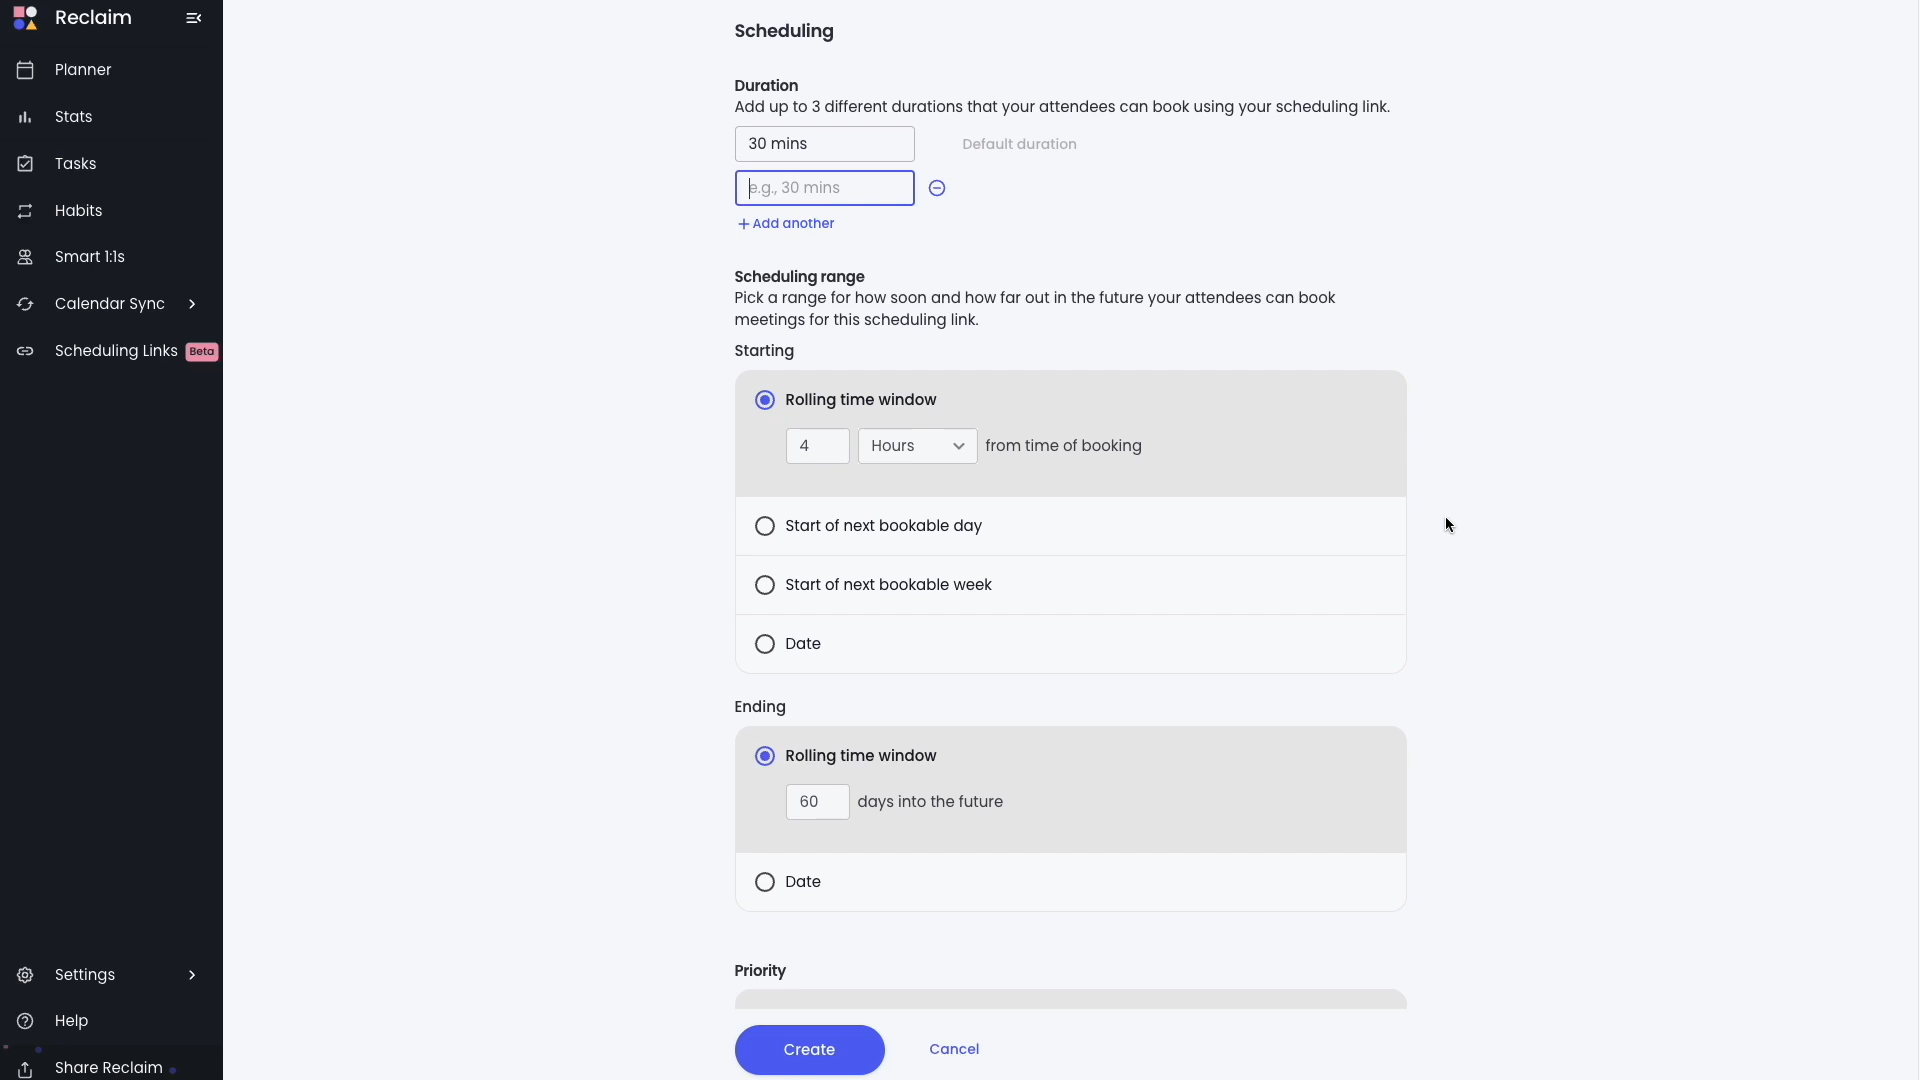 Reclaim
Planner
Stats
Tasks
Habits
Smart 1:1s
Calendar Sync
Scheduling Links Beta
Settings
Help
Share Reclaim
Scheduling
Duration
Add up to 3 different durations that your attendees can book using your scheduling link.
30 mins
Default duration
e.g., 30 mins
+ Add another
Scheduling range
Pick a range for how soon and how far out in the future your attendees can book
meetings for this scheduling link.
Starting
Rolling time window
4 Hours from time of booking
Start of next bookable day
Start of next bookable week
Date
Ending
Rolling time window
60 days into the future
Date
Priority
Create Cancel